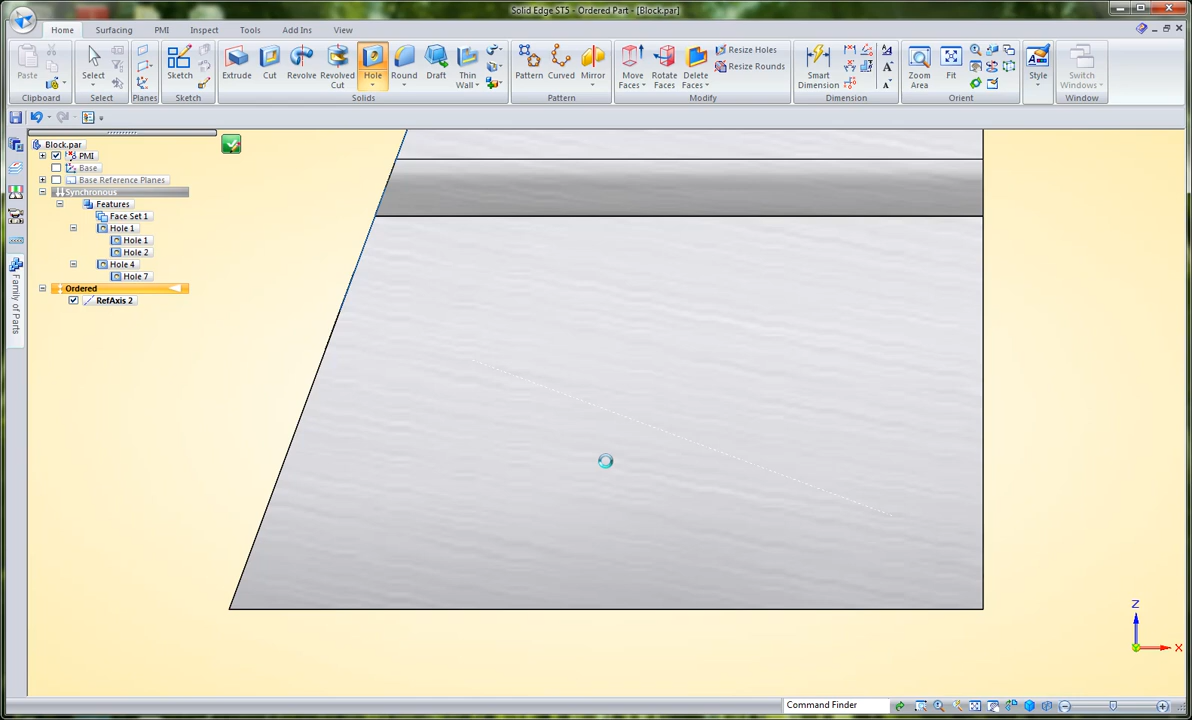 Solid Edge ST5 - Ordered Part - [Block.par]
Home Surfacing PMI Inspect Tools Add Ins View
Paste Select Sketch Extrude Cut Revolve Revolved Cut Hole Round Draft Thin Wall Pattern Curved Mirror Move Faces Rotate Faces Delete Faces Resize Holes Smart Dimension Zoom Area Fit Style Switch Windows
Resize Rounds
Clipboard Select Planes Sketch Solids Pattern Modify Dimension Orient Window
Block.par
PMI
Base
Base Reference Planes
Synchronous
Features
Face Set 1
Hole 1
Hole 1
Hole 2
Hole 4
Hole 7
Ordered
RefAxis 2
Family of Parts
Z
X
Command Finder